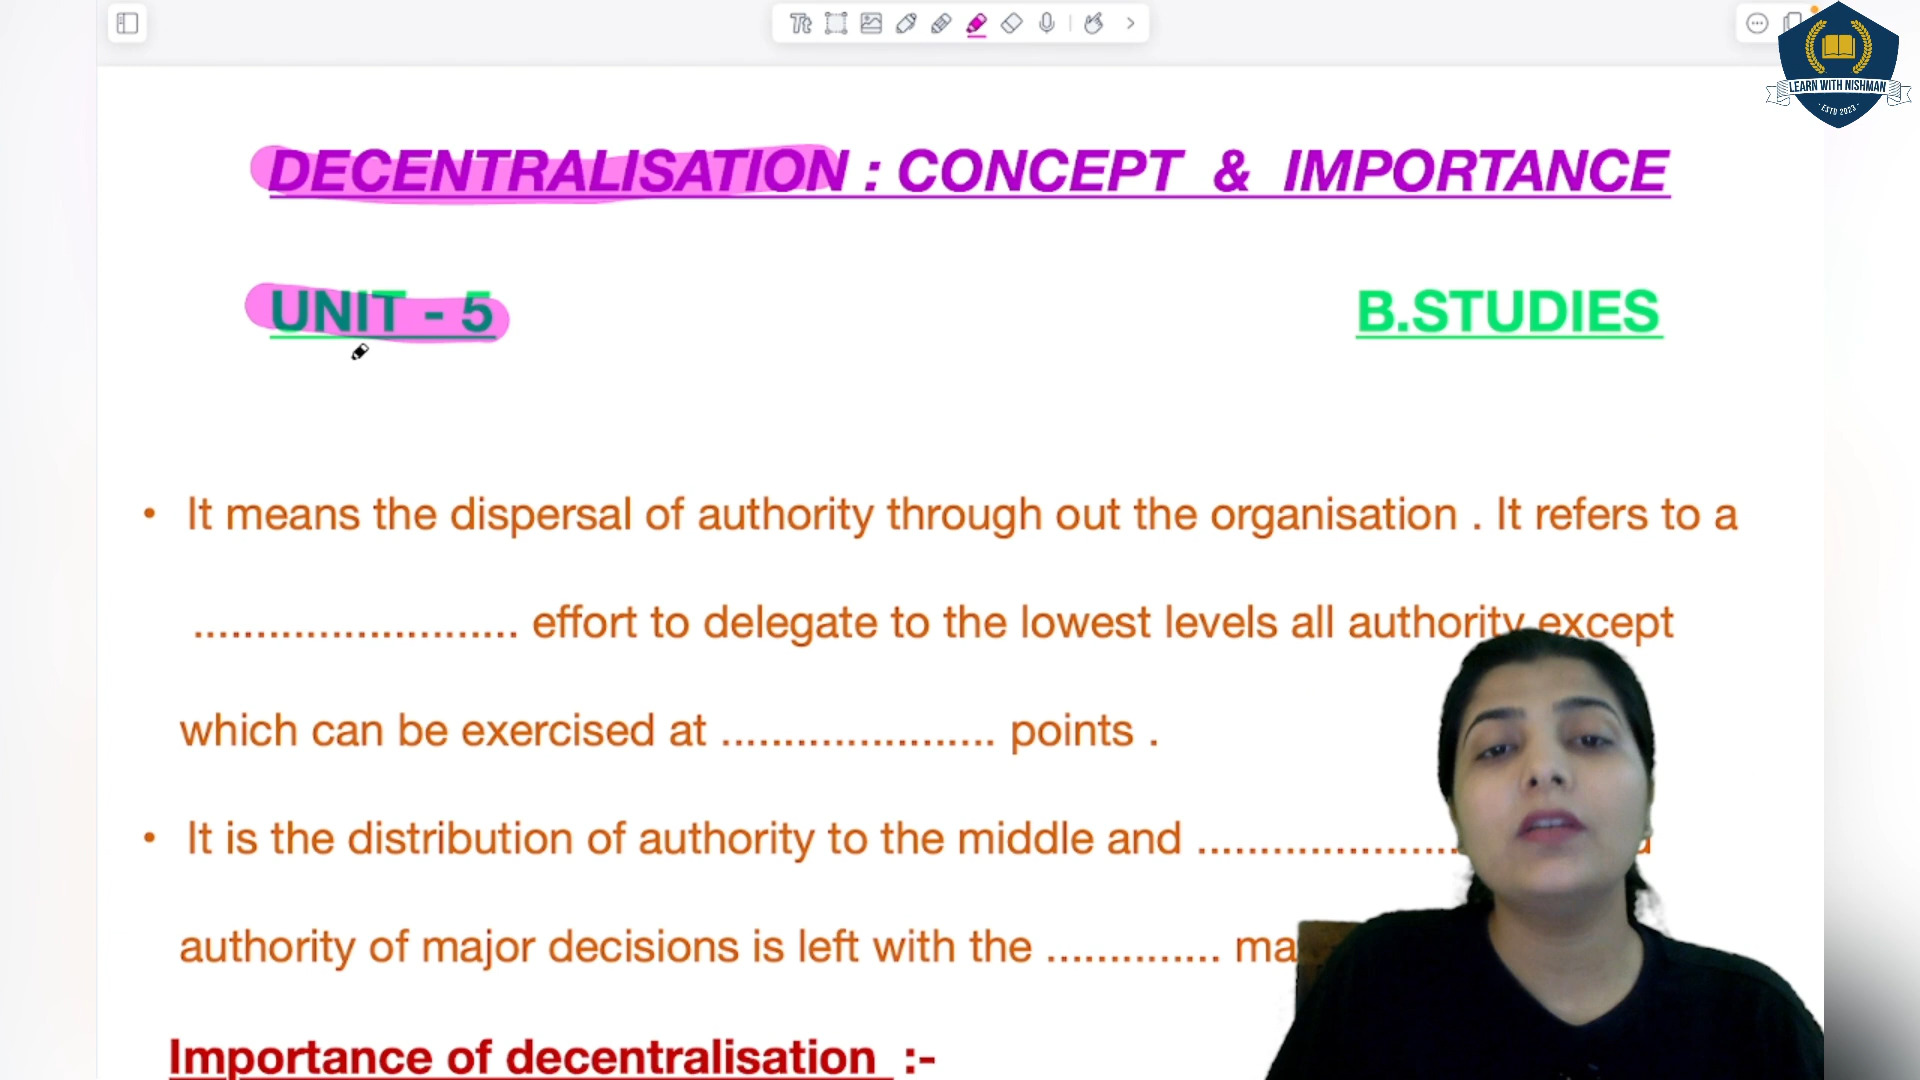 LEARN WITH NISHMAN
· ESTD 2023 ·
DECENTRALISATION : CONCEPT & IMPORTANCE
UNIT - 5
B.STUDIES
• It means the dispersal of authority through out the organisation . It refers to a
.......................... effort to delegate to the lowest levels all authority except
which can be exercised at ...................... points .
• It is the distribution of authority to the middle and .....................
authority of major decisions is left with the .............. ma
Importance of decentralisation :-